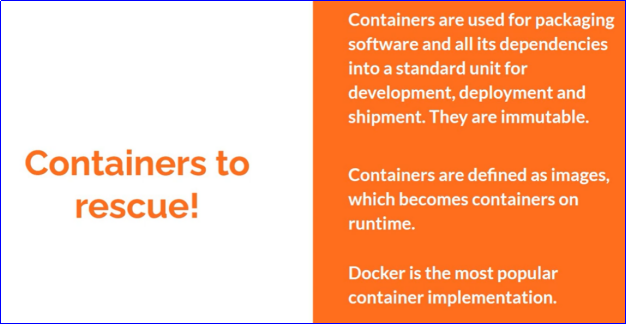 Containers to
rescue!
Containers are used for packaging
software and all its dependencies
into a standard unit for
development, deployment and
shipment. They are immutable.
Containers are defined as images,
which becomes containers on
runtime.
Docker is the most popular
container implementation.